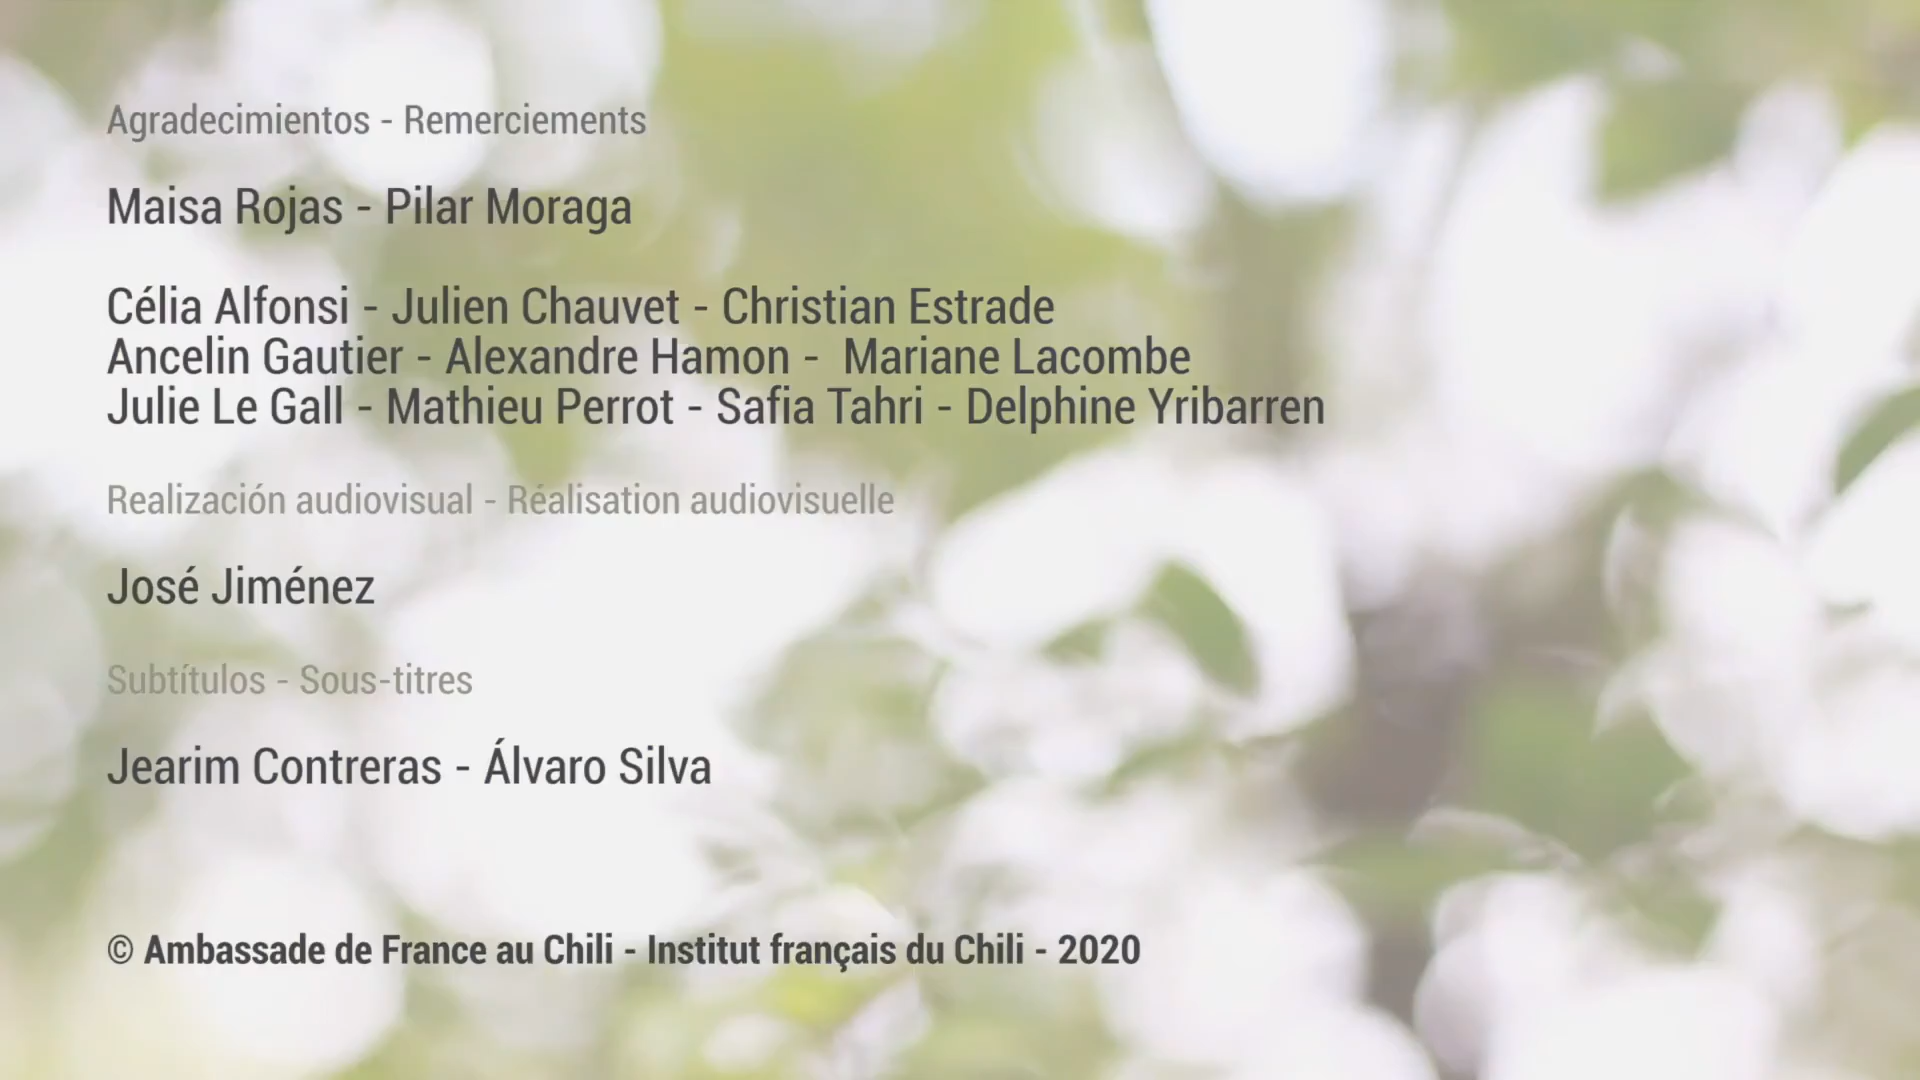 Agradecimientos - Remerciements
Maisa Rojas - Pilar Moraga
Célia Alfonsi - Julien Chauvet - Christian Estrade
Ancelin Gautier - Alexandre Hamon -  Mariane Lacombe
Julie Le Gall - Mathieu Perrot - Safia Tahri - Delphine Yribarren
Realización audiovisual - Réalisation audiovisuelle
José Jiménez
Subtítulos - Sous-titres
Jearim Contreras - Álvaro Silva
© Ambassade de France au Chili - Institut français du Chili - 2020